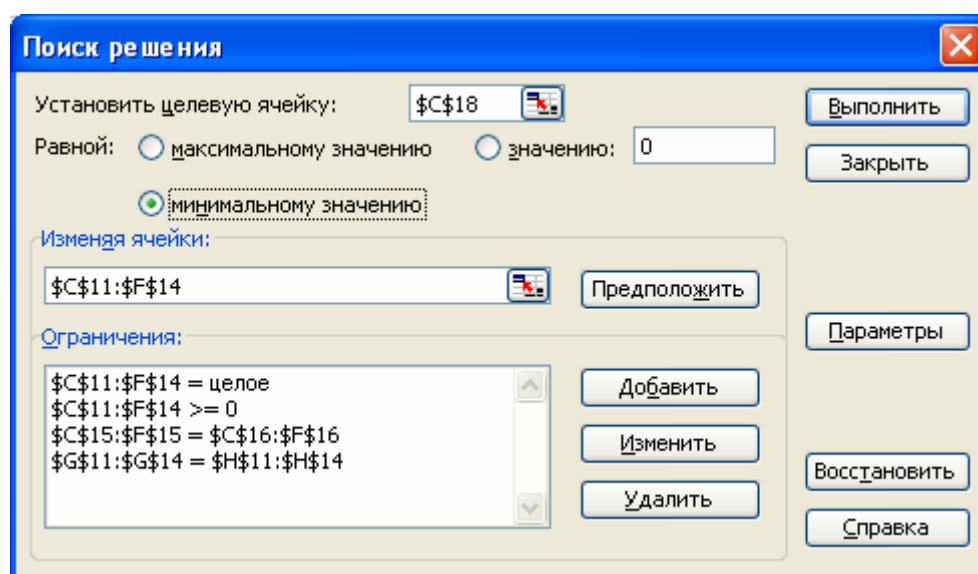 Поиск решения
Установить целевую ячейку: $C$18
Выполнить
Равной: максимальному значению значению: 0
Закрыть
минимальному значению
Изменяя ячейки:
$C$11:$F$14
Предположить
Ограничения:
Параметры
$C$11:$F$14 = целое
Добавить
$C$11:$F$14 >= 0
$C$15:$F$15 = $C$16:$F$16
Изменить
$G$11:$G$14 = $H$11:$H$14
Восстановить
Удалить
Справка